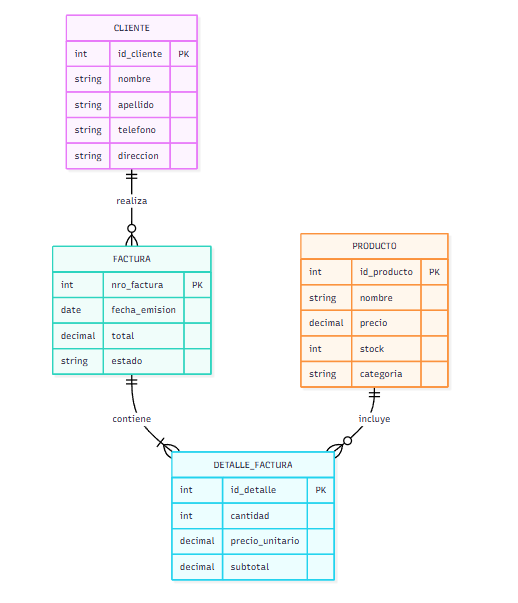 CLIENTE
int id_cliente PK
string nombre
string apellido
string telefono
string direccion
realiza
FACTURA
int nro_factura PK
date fecha_emision
decimal total
string estado
PRODUCTO
int id_producto PK
string nombre
decimal precio
int stock
string categoria
contiene
incluye
DETALLE_FACTURA
int id_detalle PK
int cantidad
decimal precio_unitario
decimal subtotal